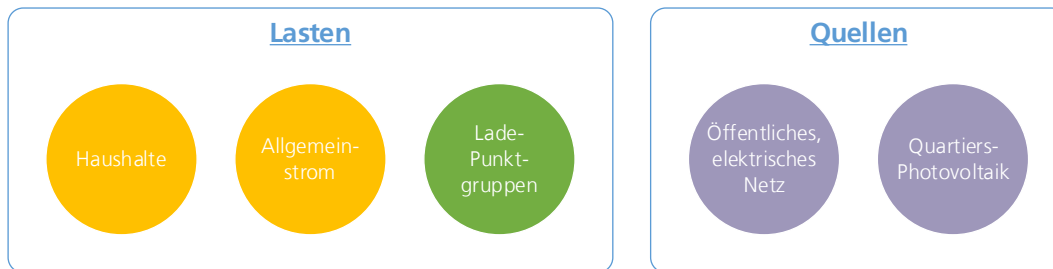 Lasten
Haushalte
Allgemein-
strom
Lade-
Punkt-
gruppen
Quellen
Öffentliches,
elektrisches
Netz
Quartiers-
Photovoltaik